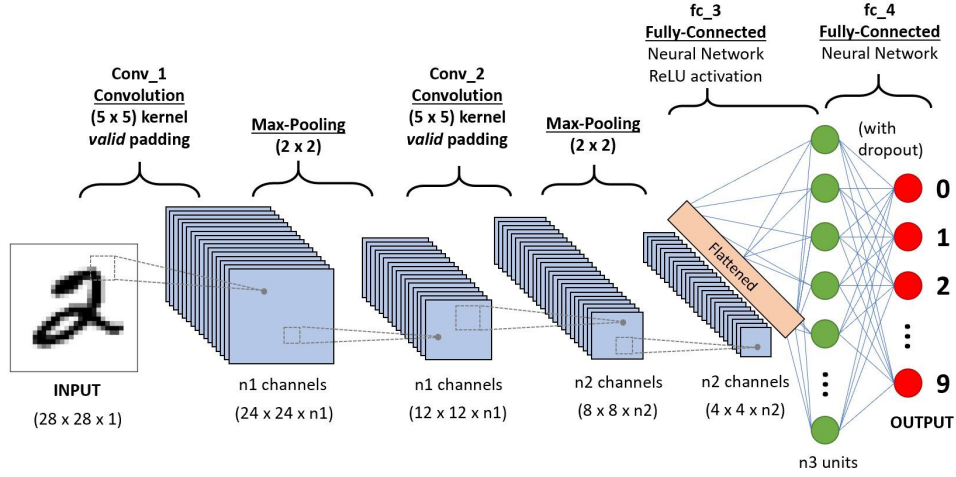 Conv_1
Convolution
(5 x 5) kernel
valid padding
Max-Pooling
(2 x 2)
Conv_2
Convolution
(5 x 5) kernel
valid padding
Max-Pooling
(2 x 2)
fc_3
Fully-Connected
Neural Network
ReLU activation
fc_4
Fully-Connected
Neural Network
(with
dropout)
Flattened
2
0
1
2
9
INPUT
(28 x 28 x 1)
n1 channels
(24 x 24 x n1)
n1 channels
(12 x 12 x n1)
n2 channels
(8 x 8 x n2)
n2 channels
(4 x 4 x n2)
n3 units
OUTPUT